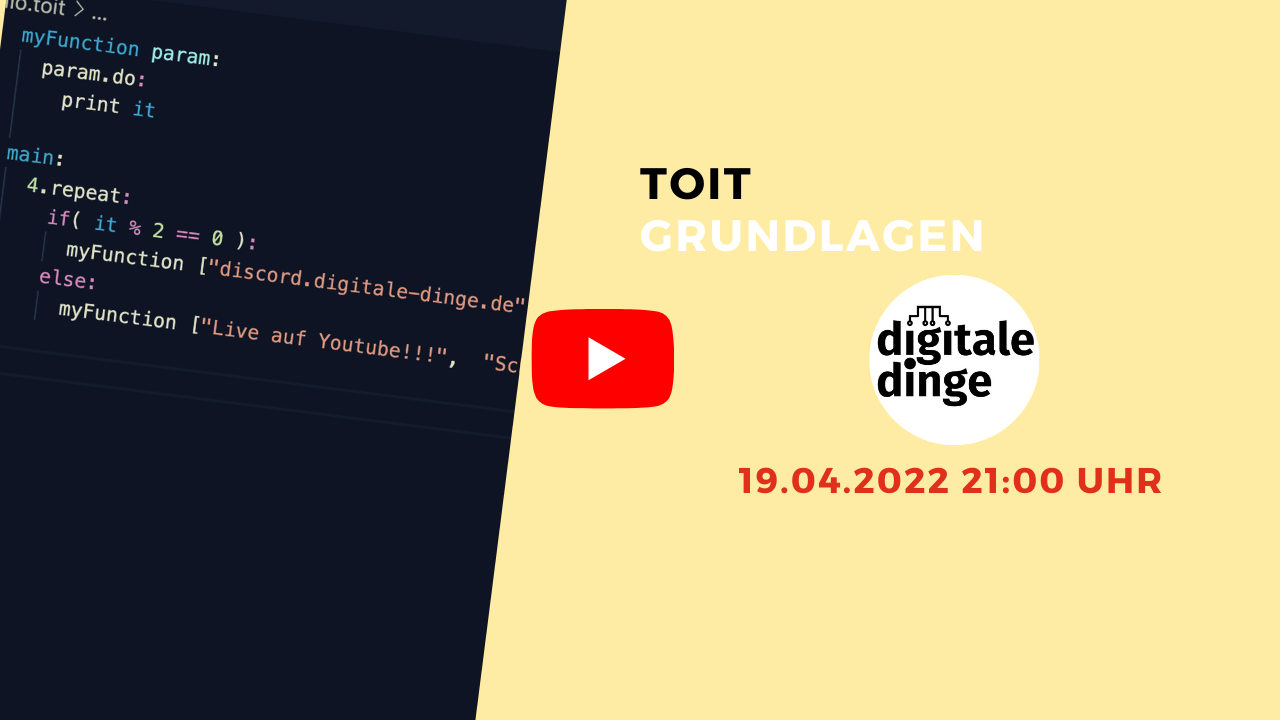 .toit > ...
myFunction param:
param.do:
print it
main:
4.repeat:
if( it % 2 == 0 ):
myFunction ["discord.digitale-dinge.de"
else:
myFunction ["Live auf Youtube!!!", "Sc
TOIT
GRUNDLAGEN
digitale
dinge
19.04.2022 21:00 UHR